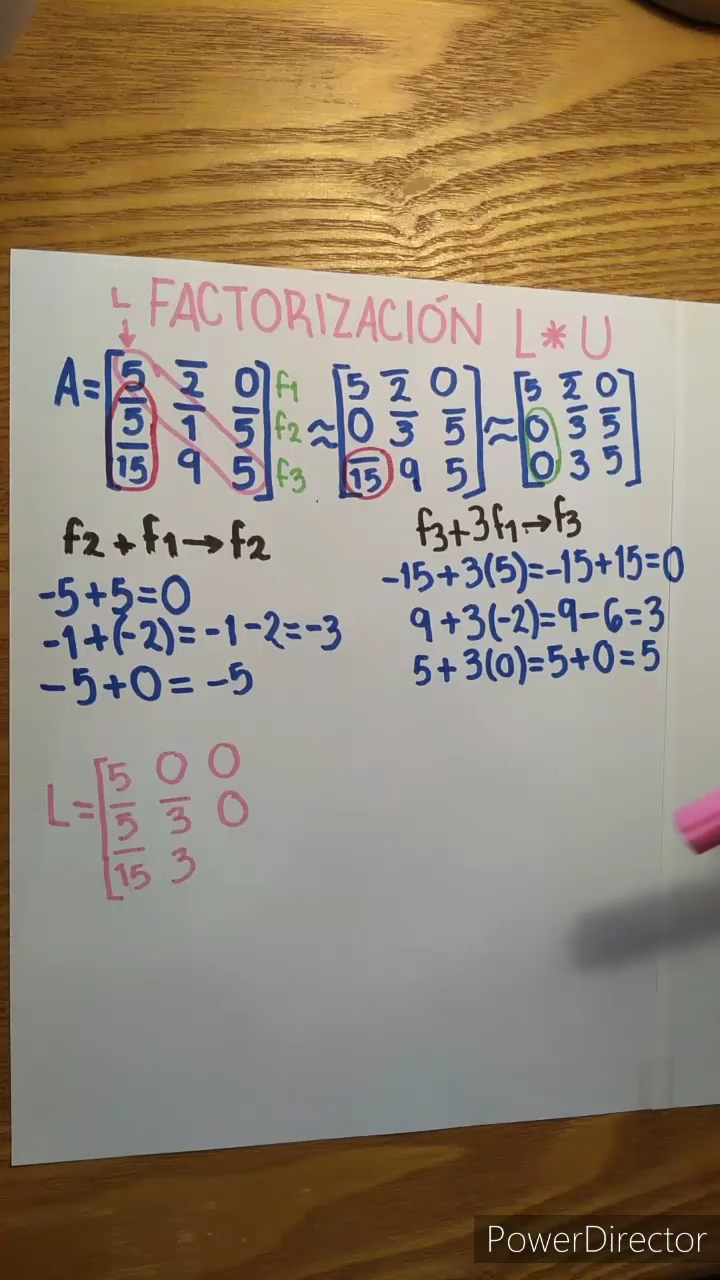 L FACTORIZACIÓN L*U
A=[5 -2 0] f1 ≈[5 -2 0]≈[5 -2 0]
[-5 -1 -5] f2 [0 -3 -5] [0 -3 -5]
[-15 9 5] f3 [-15 9 5] [0 3 5]
f2+f1→f2
-5+5=0
-1+(-2)=-1-2=-3
-5+0=-5
f3+3f1→f3
-15+3(5)=-15+15=0
9+3(-2)=9-6=3
5+3(0)=5+0=5
L=[5 0 0
-5 -3 0
-15 3
PowerDirector